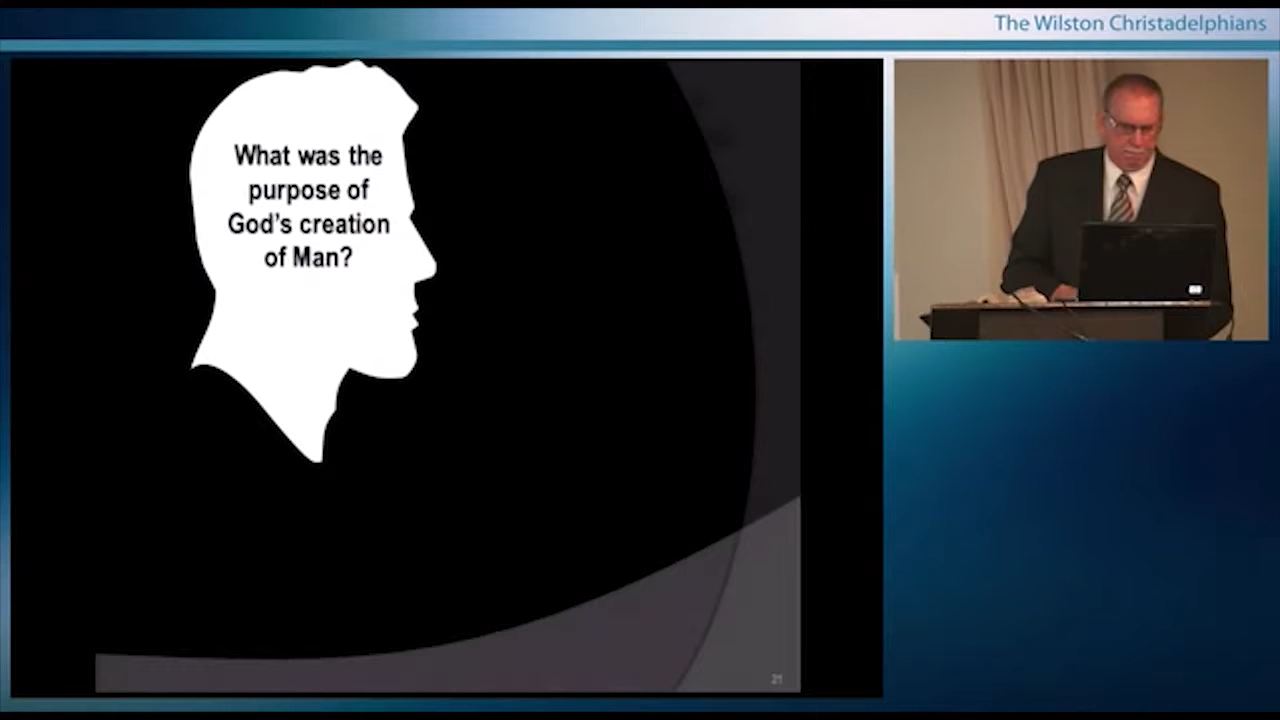 The Wilston Christadelphians
What was the
purpose of
God's creation
of Man?
21